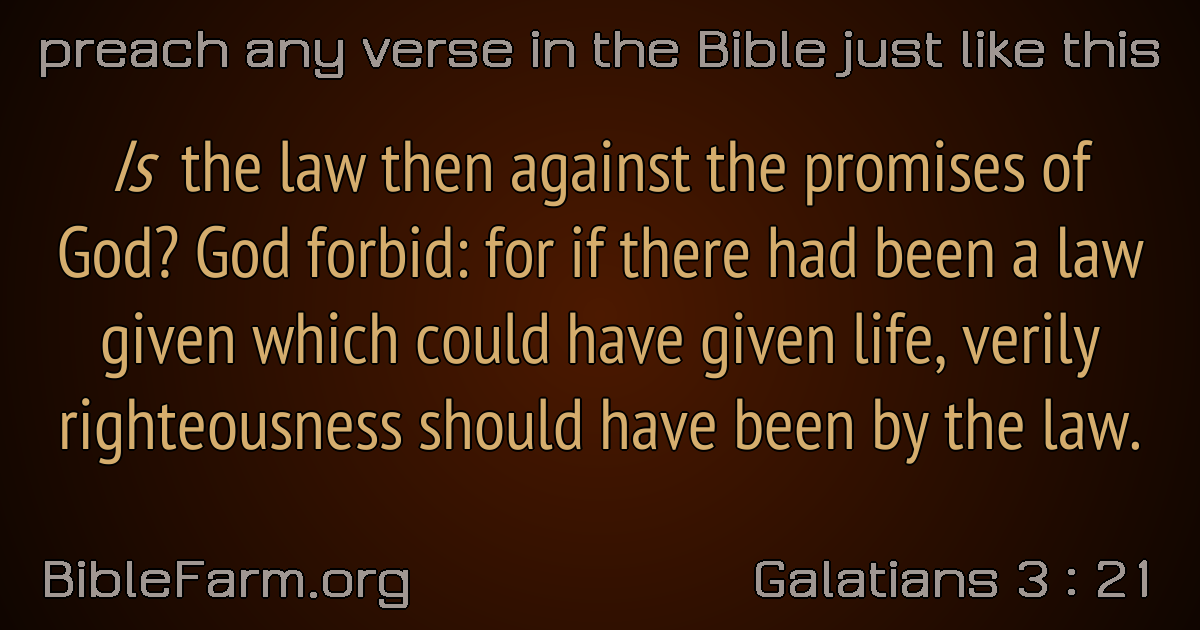 preach any verse in the Bible just like this
Is the law then against the promises of
God? God forbid: for if there had been a law
given which could have given life, verily
righteousness should have been by the law.
BibleFarm.org
Galatians 3 : 21